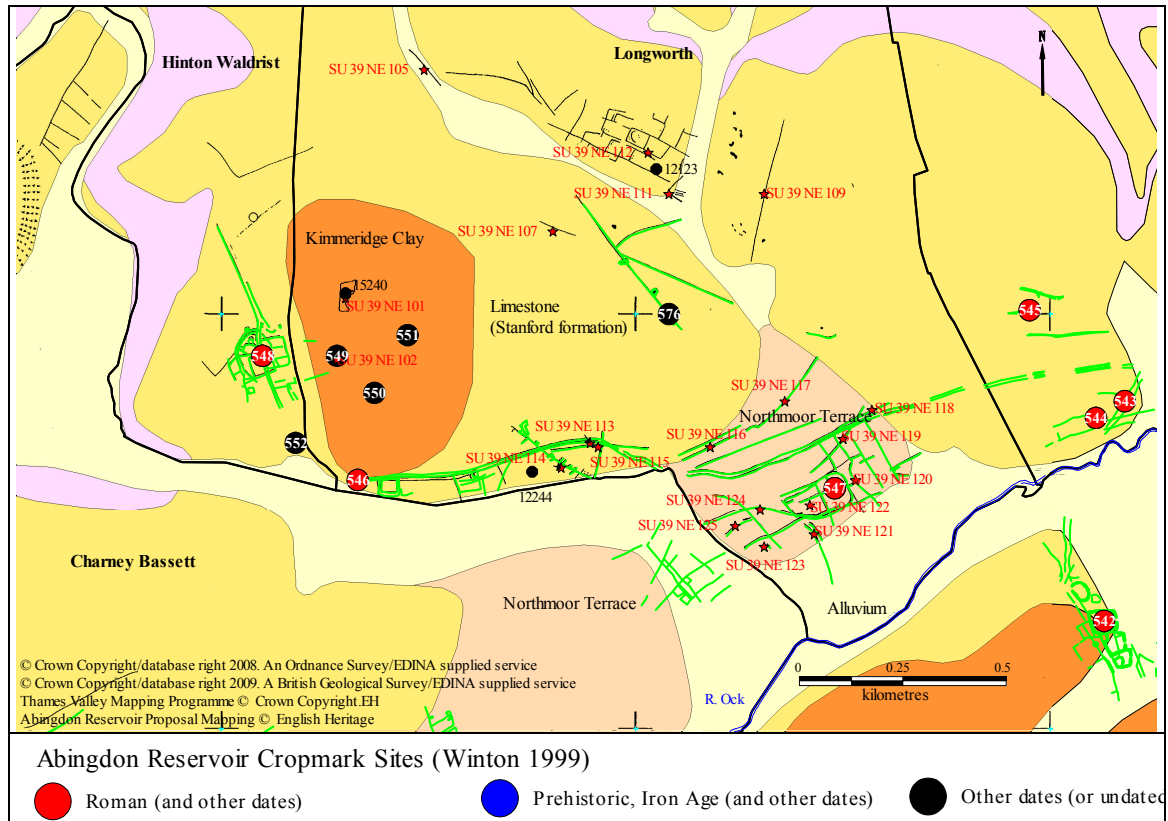 Hinton Waldrist
Longworth
N
SU 39 NE 105
SU 39 NE 112
12123
SU 39 NE 111
SU 39 NE 109
SU 39 NE 107
Kimmeridge Clay
15240
SU 39 NE 101
Limestone
(Stanford formation)
576
545
551
548
549
SU 39 NE 102
550
SU 39 NE 117
543
544
Northmoor Terrace
SU 39 NE 118
552
SU 39 NE 113
SU 39 NE 116
SU 39 NE 119
SU 39 NE 114
SU 39 NE 115
546
12244
547
SU 39 NE 120
SU 39 NE 124
SU 39 NE 122
SU 39 NE 125
SU 39 NE 121
SU 39 NE 123
Charney Bassett
Northmoor Terrace
Alluvium
542
0 0.25 0.5
kilometres
R. Ock
© Crown Copyright/database right 2008. An Ordnance Survey/EDINA supplied service
© Crown Copyright/database right 2009. A British Geological Survey/EDINA supplied service
Thames Valley Mapping Programme © Crown Copyright.EH
Abingdon Reservoir Proposal Mapping © English Heritage
Abingdon Reservoir Cropmark Sites (Winton 1999)
Roman (and other dates)
Prehistoric, Iron Age (and other dates)
Other dates (or undated